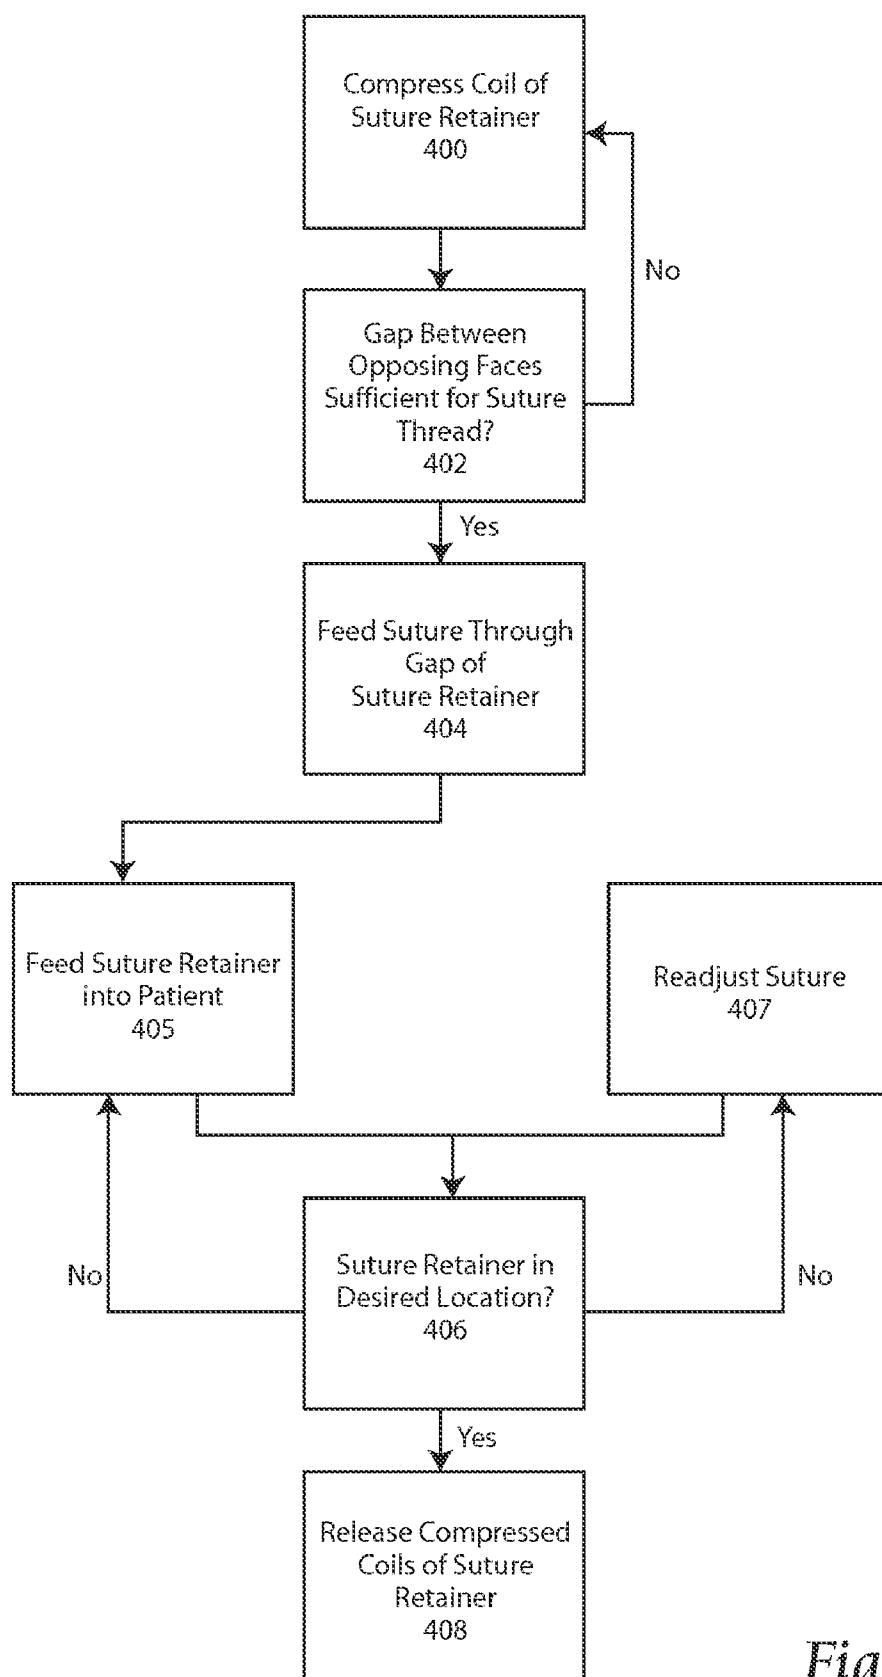 Compress Coil of
Suture Retainer
400
No
Gap Between
Opposing Faces
Sufficient for Suture
Thread?
402
Yes
Feed Suture Through
Gap of
Suture Retainer
404
Feed Suture Retainer
into Patient
405
Readjust Suture
407
No
Suture Retainer in
Desired Location?
406
No
Yes
Release Compressed
Coils of Suture
Retainer
408
Fig